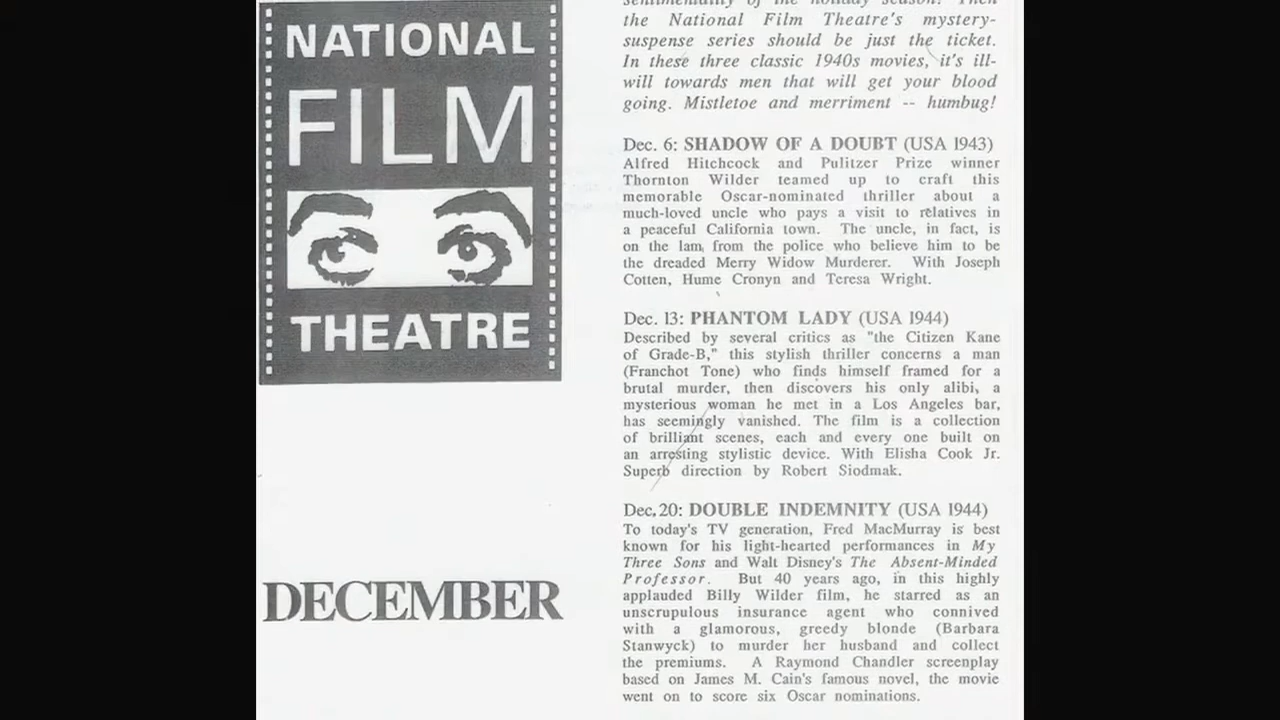 NATIONAL
FILM
THEATRE
DECEMBER
sentimentality of the holiday season? Then
the National Film Theatre's mystery-
suspense series should be just the ticket.
In these three classic 1940s movies, it's ill-
will towards men that will get your blood
going. Mistletoe and merriment -- humbug!
Dec. 6: SHADOW OF A DOUBT (USA 1943)
Alfred Hitchcock and Pulitzer Prize winner
Thornton Wilder teamed up to craft this
memorable Oscar-nominated thriller about a
much-loved uncle who pays a visit to relatives in
a peaceful California town. The uncle, in fact, is
on the lam from the police who believe him to be
the dreaded Merry Widow Murderer. With Joseph
Cotten, Hume Cronyn and Teresa Wright.
Dec. 13: PHANTOM LADY (USA 1944)
Described by several critics as "the Citizen Kane
of Grade-B," this stylish thriller concerns a man
(Franchot Tone) who finds himself framed for a
brutal murder, then discovers his only alibi, a
mysterious woman he met in a Los Angeles bar,
has seemingly vanished. The film is a collection
of brilliant scenes, each and every one built on
an arresting stylistic device. With Elisha Cook Jr.
Superb direction by Robert Siodmak.
Dec. 20: DOUBLE INDEMNITY (USA 1944)
To today's TV generation, Fred MacMurray is best
known for his light-hearted performances in My
Three Sons and Walt Disney's The Absent-Minded
Professor. But 40 years ago, in this highly
applauded Billy Wilder film, he starred as an
unscrupulous insurance agent who connived
with a glamorous, greedy blonde (Barbara
Stanwyck) to murder her husband and collect
the premiums. A Raymond Chandler screenplay
based on James M. Cain's famous novel, the movie
went on to score six Oscar nominations.